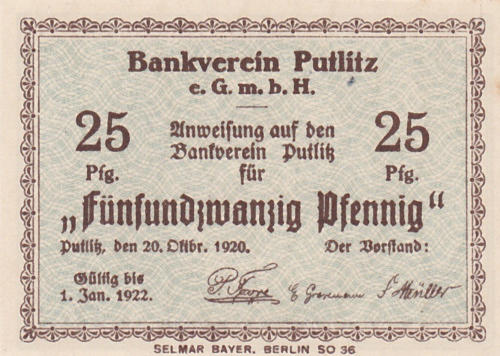 Bankverein Putlitz
e. G. m. b. H.
25 Anweisung auf den 25
Pfg. Bankverein Putlitz Pfg.
für
„Fünfundzwanzig Pfennig“
Putlitz, den 20. Oktbr. 1920. Der Vorstand:
Gültig bis
1. Jan. 1922.
SELMAR BAYER, BERLIN SO 36